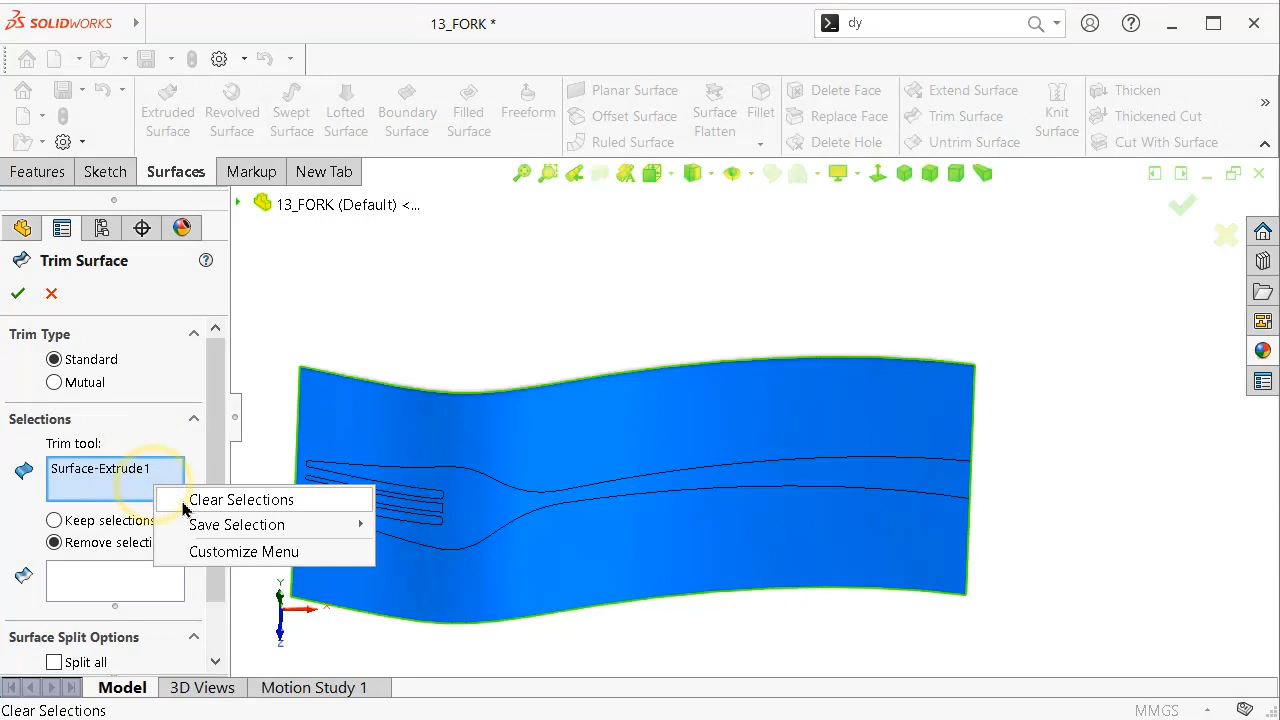 SOLIDWORKS
13_FORK *
dy
Extruded Surface
Revolved Surface
Swept Surface
Lofted Surface
Boundary Surface
Filled Surface
Freeform
Planar Surface
Offset Surface
Ruled Surface
Surface Flatten
Fillet
Delete Face
Replace Face
Delete Hole
Extend Surface
Trim Surface
Untrim Surface
Knit Surface
Thicken
Thickened Cut
Cut With Surface
Features
Sketch
Surfaces
Markup
New Tab
13_FORK (Default) <...
Trim Surface
Trim Type
Standard
Mutual
Selections
Trim tool:
Surface-Extrude1
Keep selections
Remove selecti
Clear Selections
Save Selection
Customize Menu
Surface Split Options
Split all
Y
X
Z
Model
3D Views
Motion Study 1
Clear Selections
MMGS